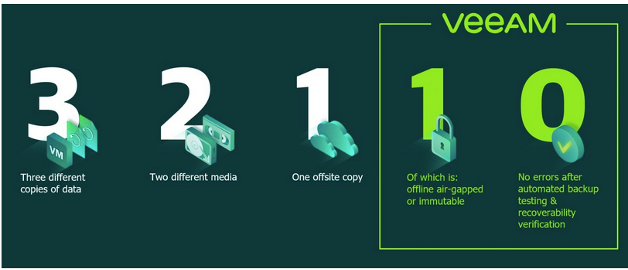 veeAM
3 2 1 1 0
VM
Three different
copies of data
Two different media
One offsite copy
Of which is:
offline air-gapped
or immutable
No errors after
automated backup
testing &
recoverability
verification